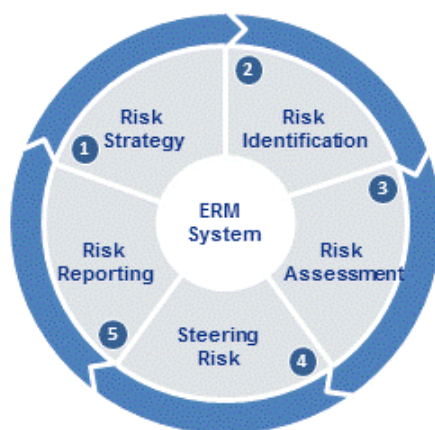 1
Risk
Strategy
2
Risk
Identification
3
Risk
Assessment
4
Steering
Risk
5
Risk
Reporting
ERM
System